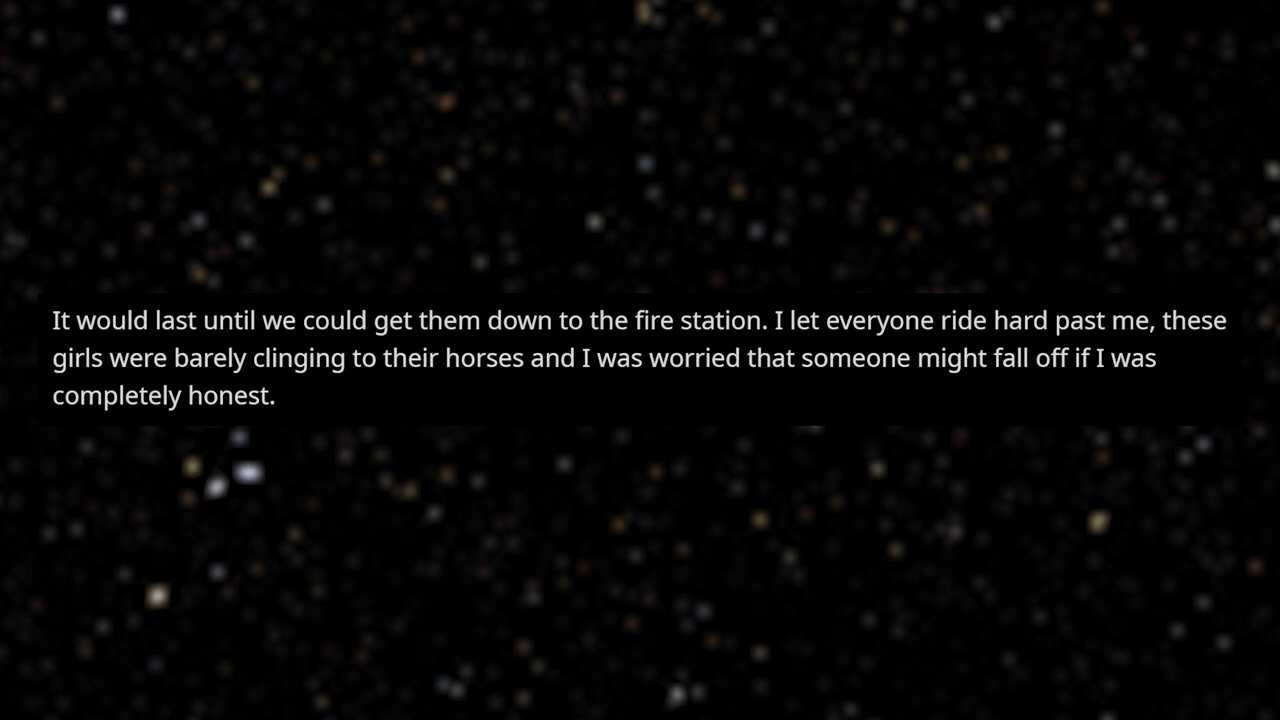 It would last until we could get them down to the fire station. I let everyone ride hard past me, these
girls were barely clinging to their horses and I was worried that someone might fall off if I was
completely honest.